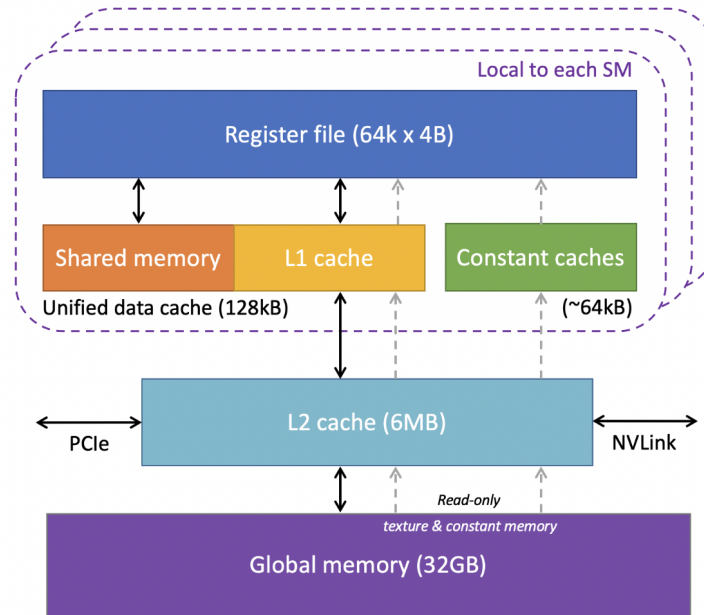 Local to each SM
Register file (64k x 4B)
Shared memory
L1 cache
Constant caches
Unified data cache (128kB)
(~64kB)
L2 cache (6MB)
PCIe
NVLink
Read-only
texture & constant memory
Global memory (32GB)